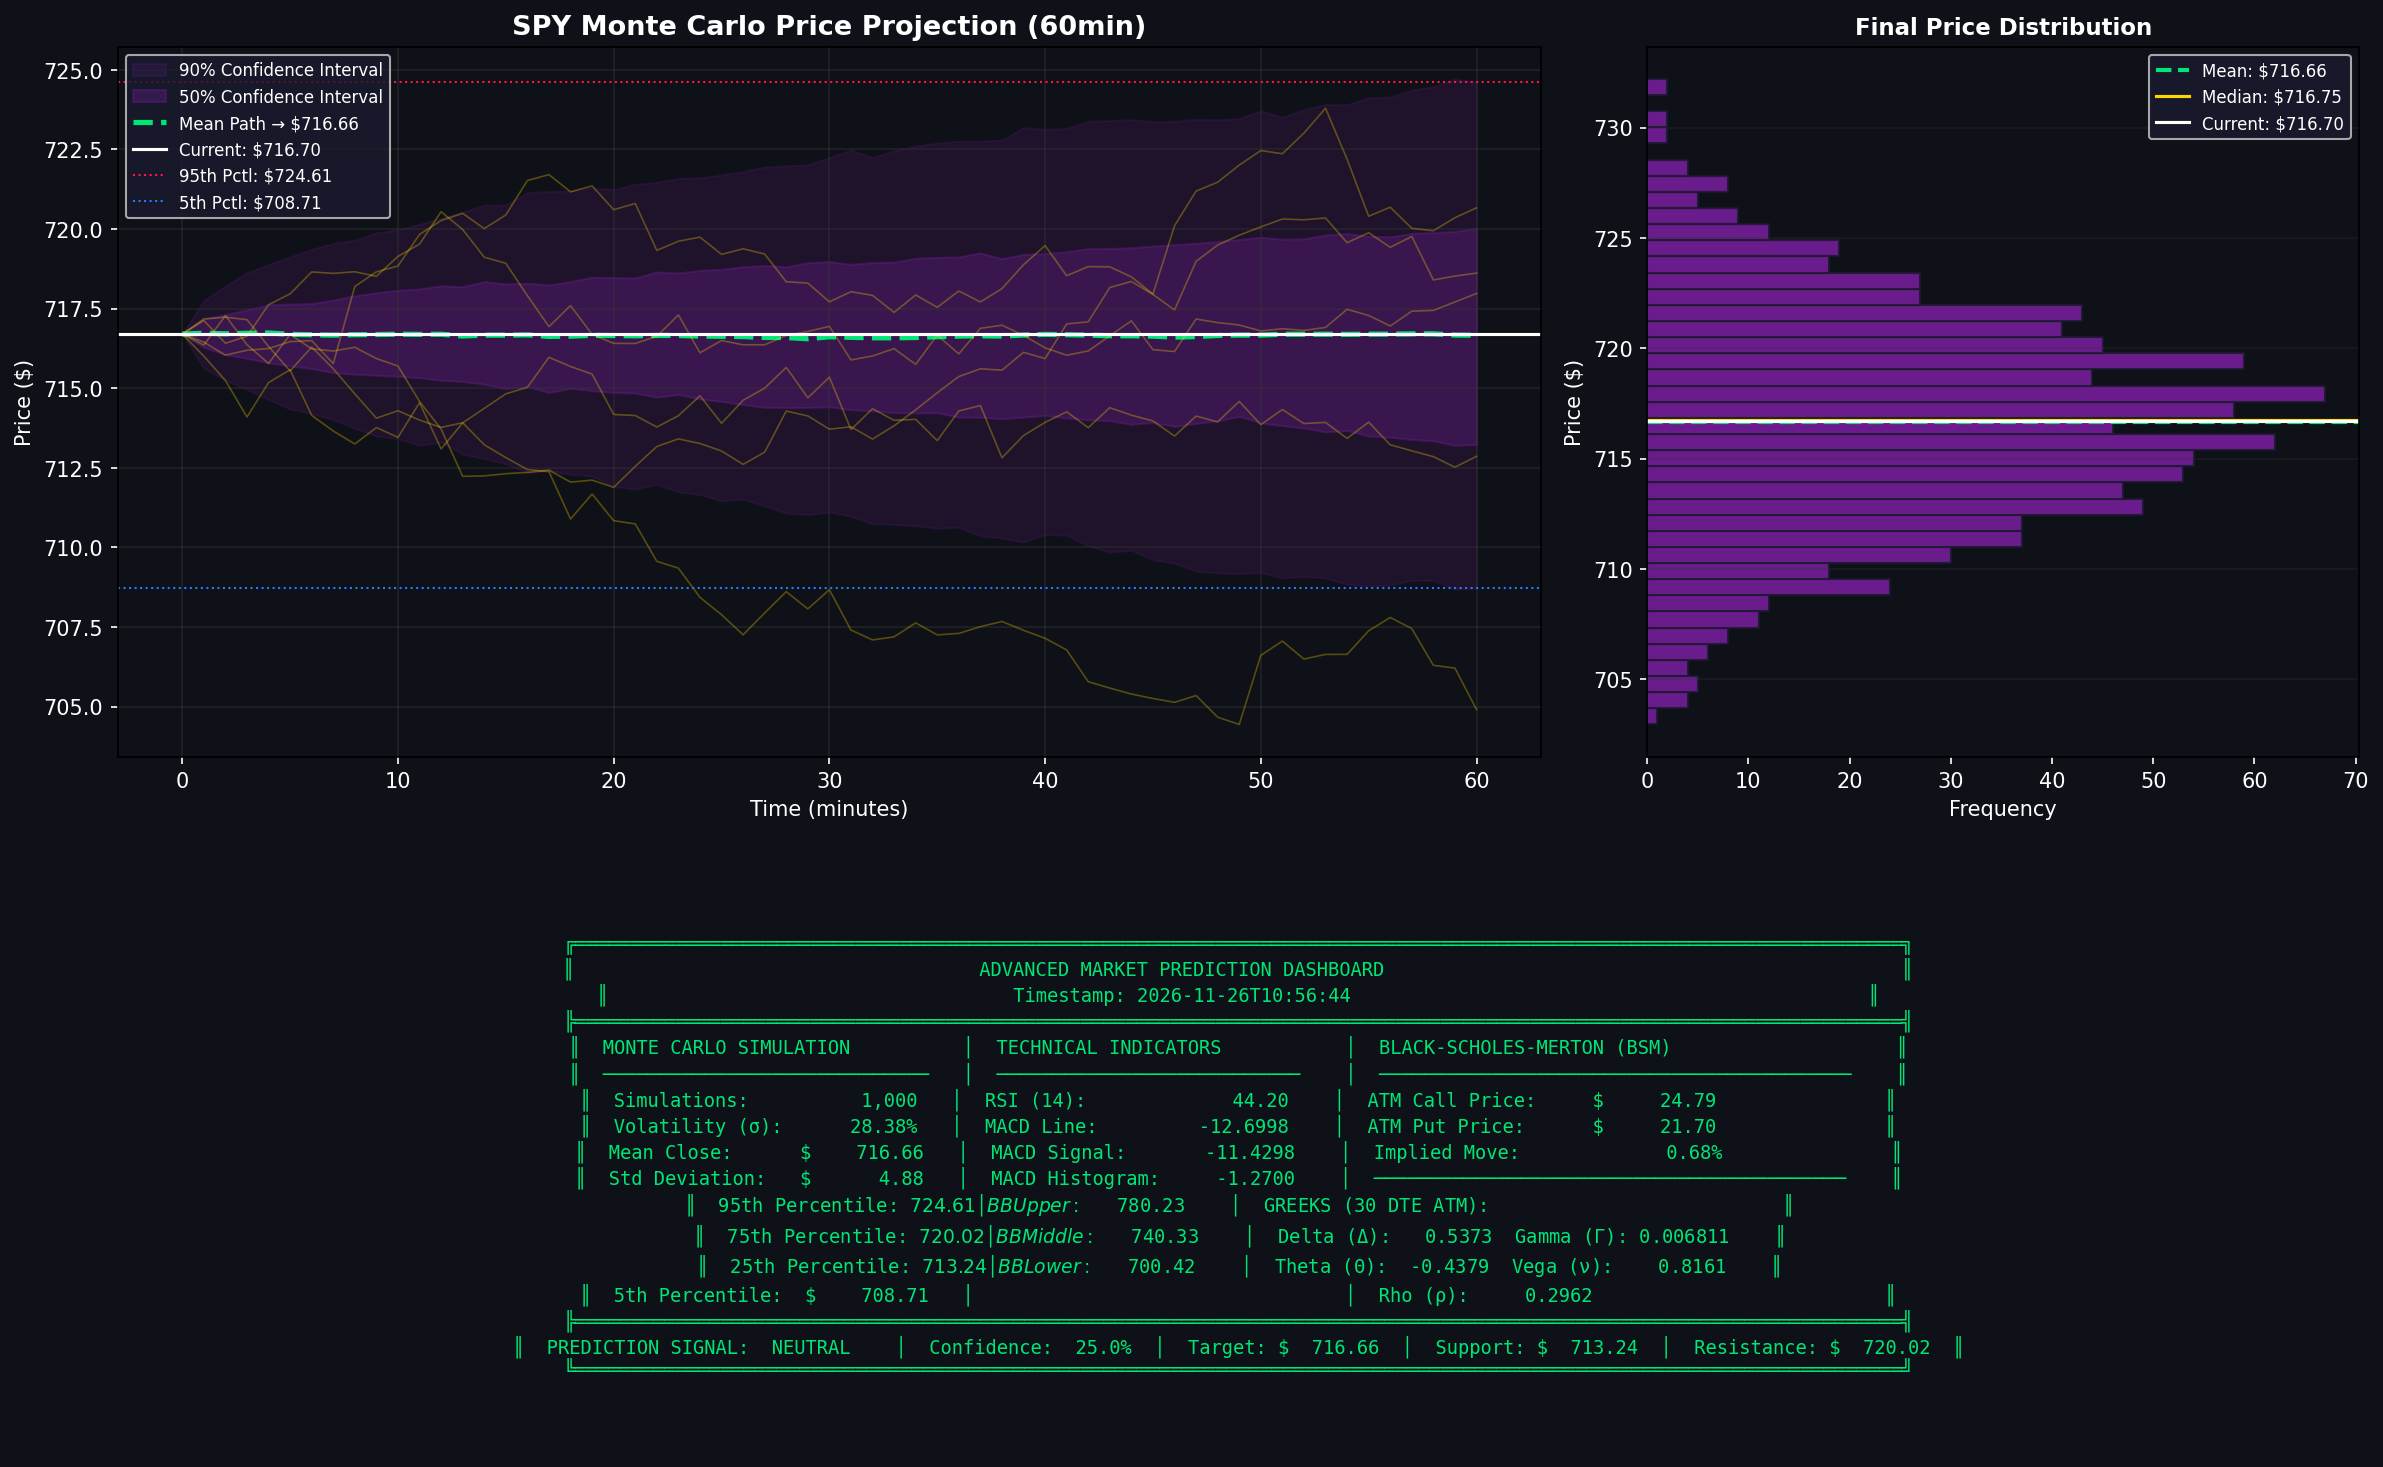 SPY Monte Carlo Price Projection (60min)
90% Confidence Interval
50% Confidence Interval
Mean Path → $716.66
Current: $716.70
95th Pctl: $724.61
5th Pctl: $708.71
Price ($)
725.0
722.5
720.0
717.5
715.0
712.5
710.0
707.5
705.0
0 10 20 30 40 50 60
Time (minutes)
Final Price Distribution
Mean: $716.66
Median: $716.75
Current: $716.70
Price ($)
730
725
720
715
710
705
0 10 20 30 40 50 60 70
Frequency
ADVANCED MARKET PREDICTION DASHBOARD
Timestamp: 2026-11-26T10:56:44
MONTE CARLO SIMULATION │ TECHNICAL INDICATORS │ BLACK-SCHOLES-MERTON (BSM)
Simulations: 1,000 │ RSI (14): 44.20 │ ATM Call Price: $ 24.79
Volatility (σ): 28.38% │ MACD Line: -12.6998 │ ATM Put Price: $ 21.70
Mean Close: $ 716.66 │ MACD Signal: -11.4298 │ Implied Move: 0.68%
Std Deviation: $ 4.88 │ MACD Histogram: -1.2700 │
95th Percentile: 724.61│BBUpper: 780.23 │ GREEKS (30 DTE ATM):
75th Percentile: 720.02│BBMiddle: 740.33 │ Delta (Δ): 0.5373 Gamma (Γ): 0.006811
25th Percentile: 713.24│BBLower: 700.42 │ Theta (Θ): -0.4379 Vega (ν): 0.8161
5th Percentile: $ 708.71 │ │ Rho (ρ): 0.2962
PREDICTION SIGNAL: NEUTRAL │ Confidence: 25.0% │ Target: $ 716.66 │ Support: $ 713.24 │ Resistance: $ 720.02